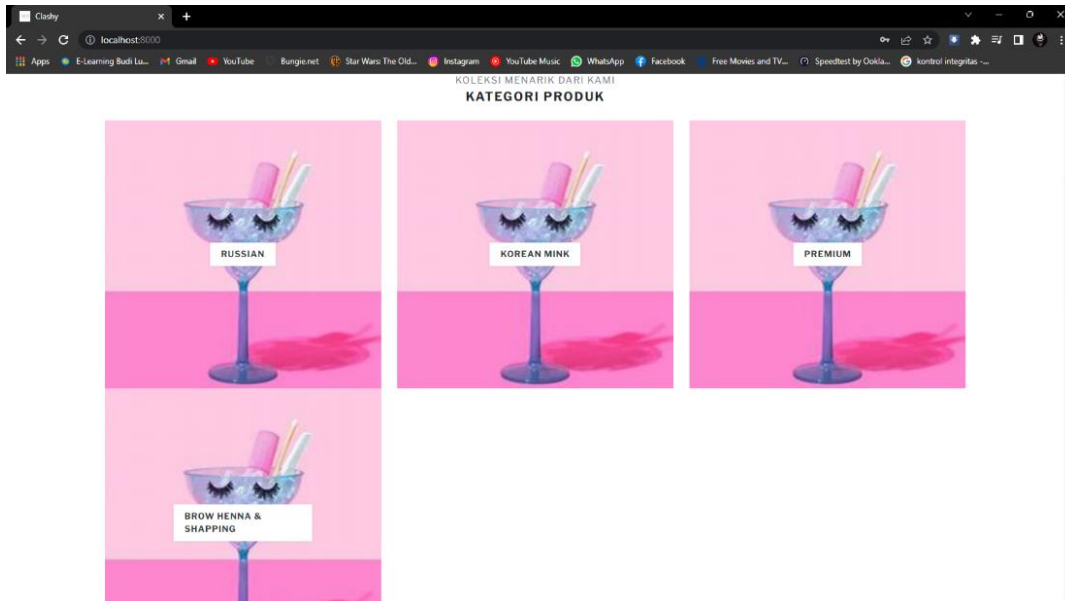 Clashy
localhost:8000
Apps E-Learning Budi Lu... Gmail YouTube Bungie.net Star Wars: The Old... Instagram YouTube Music WhatsApp Facebook Free Movies and TV... Speedtest by Ookla... kontrol integritas -...
KOLEKSI MENARIK DARI KAMI
KATEGORI PRODUK
RUSSIAN
KOREAN MINK
PREMIUM
BROW HENNA &
SHAPPING